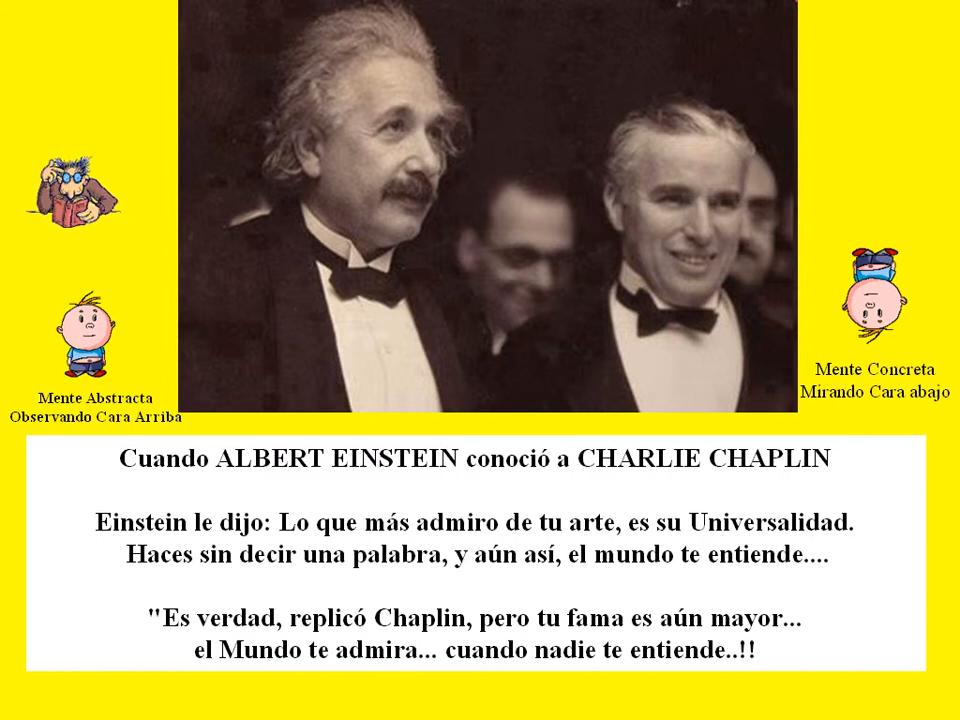 Mente Abstracta
Observando Cara Arriba
Mente Concreta
Mirando Cara abajo
Cuando ALBERT EINSTEIN conoció a CHARLIE CHAPLIN
Einstein le dijo: Lo que más admiro de tu arte, es su Universalidad.
Haces sin decir una palabra, y aún así, el mundo te entiende....
"Es verdad, replicó Chaplin, pero tu fama es aún mayor...
el Mundo te admira... cuando nadie te entiende..!!